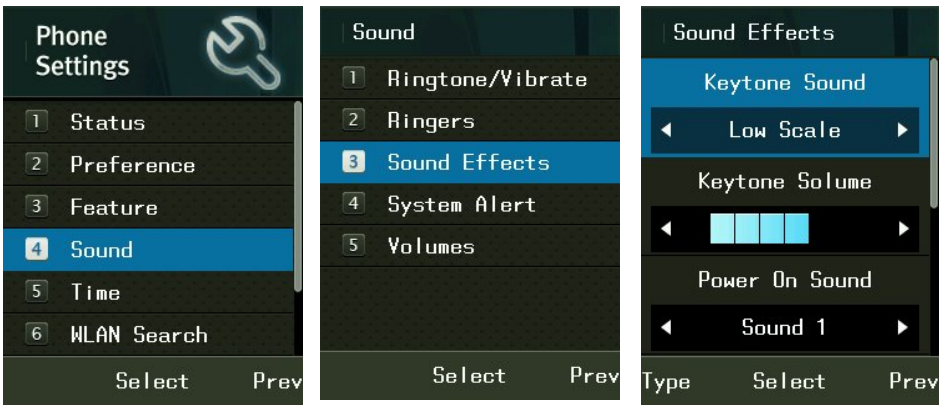 Phone
Settings
1 Status
2 Preference
3 Feature
4 Sound
5 Time
6 WLAN Search
Select Prev
Sound
1 Ringtone/Vibrate
2 Ringers
3 Sound Effects
4 System Alert
5 Volumes
Select Prev
Sound Effects
Keytone Sound
Low Scale
Keytone Solume
Power On Sound
Sound 1
Type Select Prev